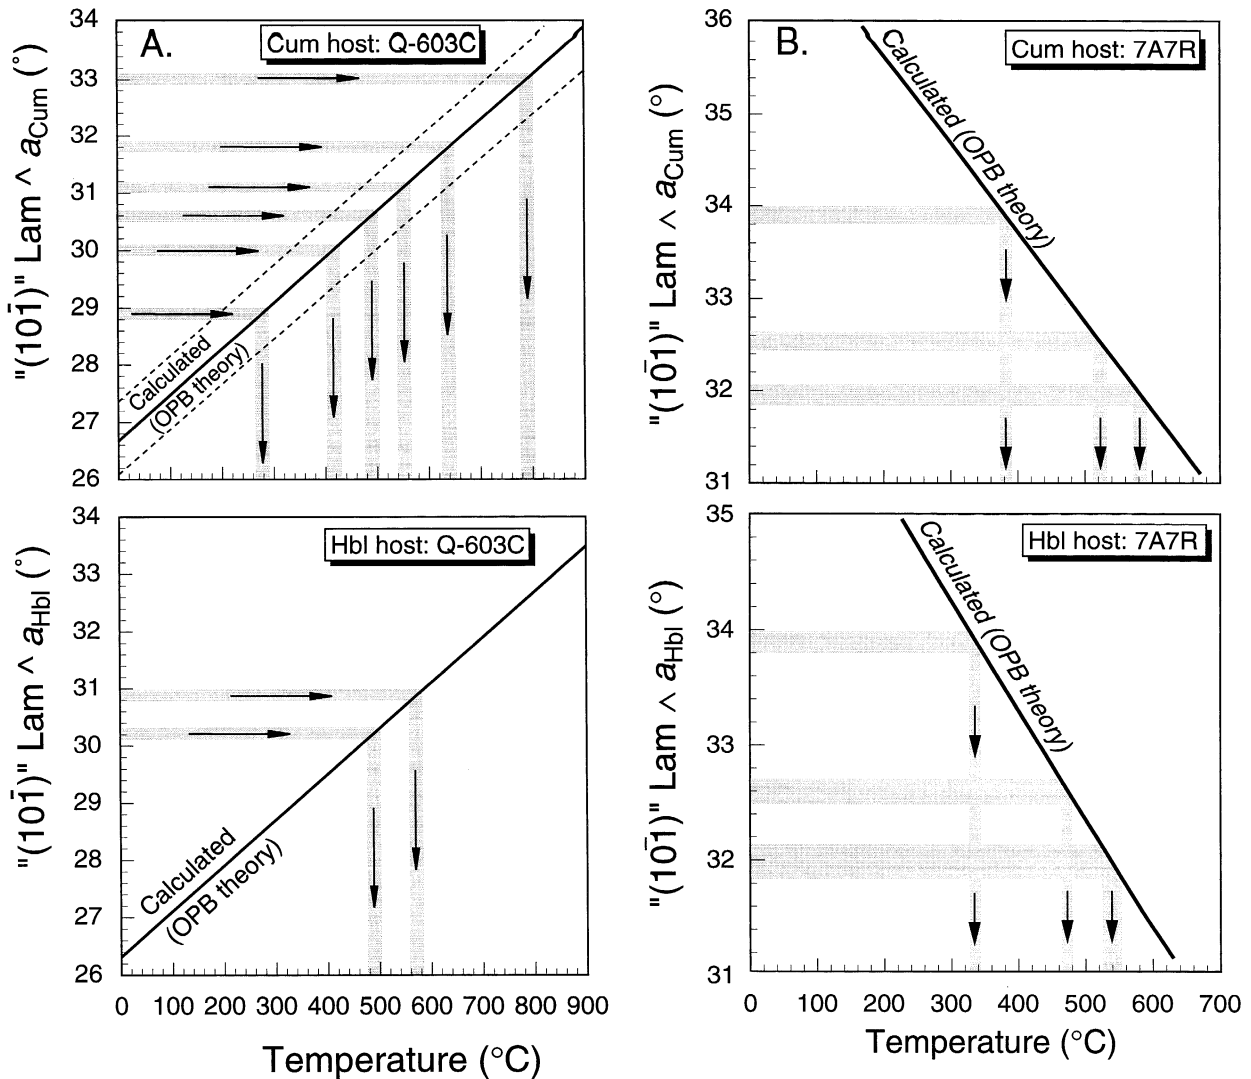 A.
Cum host: Q-603C
"(101̄)" Lam ^ aCum (°)
34
33
32
31
30
29
28
27
26
Calculated
(OPB theory)
B.
Cum host: 7A7R
"(101̄)" Lam ^ aCum (°)
36
35
34
33
32
31
Calculated (OPB theory)
Hbl host: Q-603C
"(101̄)" Lam ^ aHbl (°)
34
33
32
31
30
29
28
27
26
Calculated
(OPB theory)
0 100 200 300 400 500 600 700 800 900
Temperature (°C)
Hbl host: 7A7R
"(101̄)" Lam ^ aHbl (°)
35
34
33
32
31
Calculated (OPB theory)
0 100 200 300 400 500 600 700
Temperature (°C)